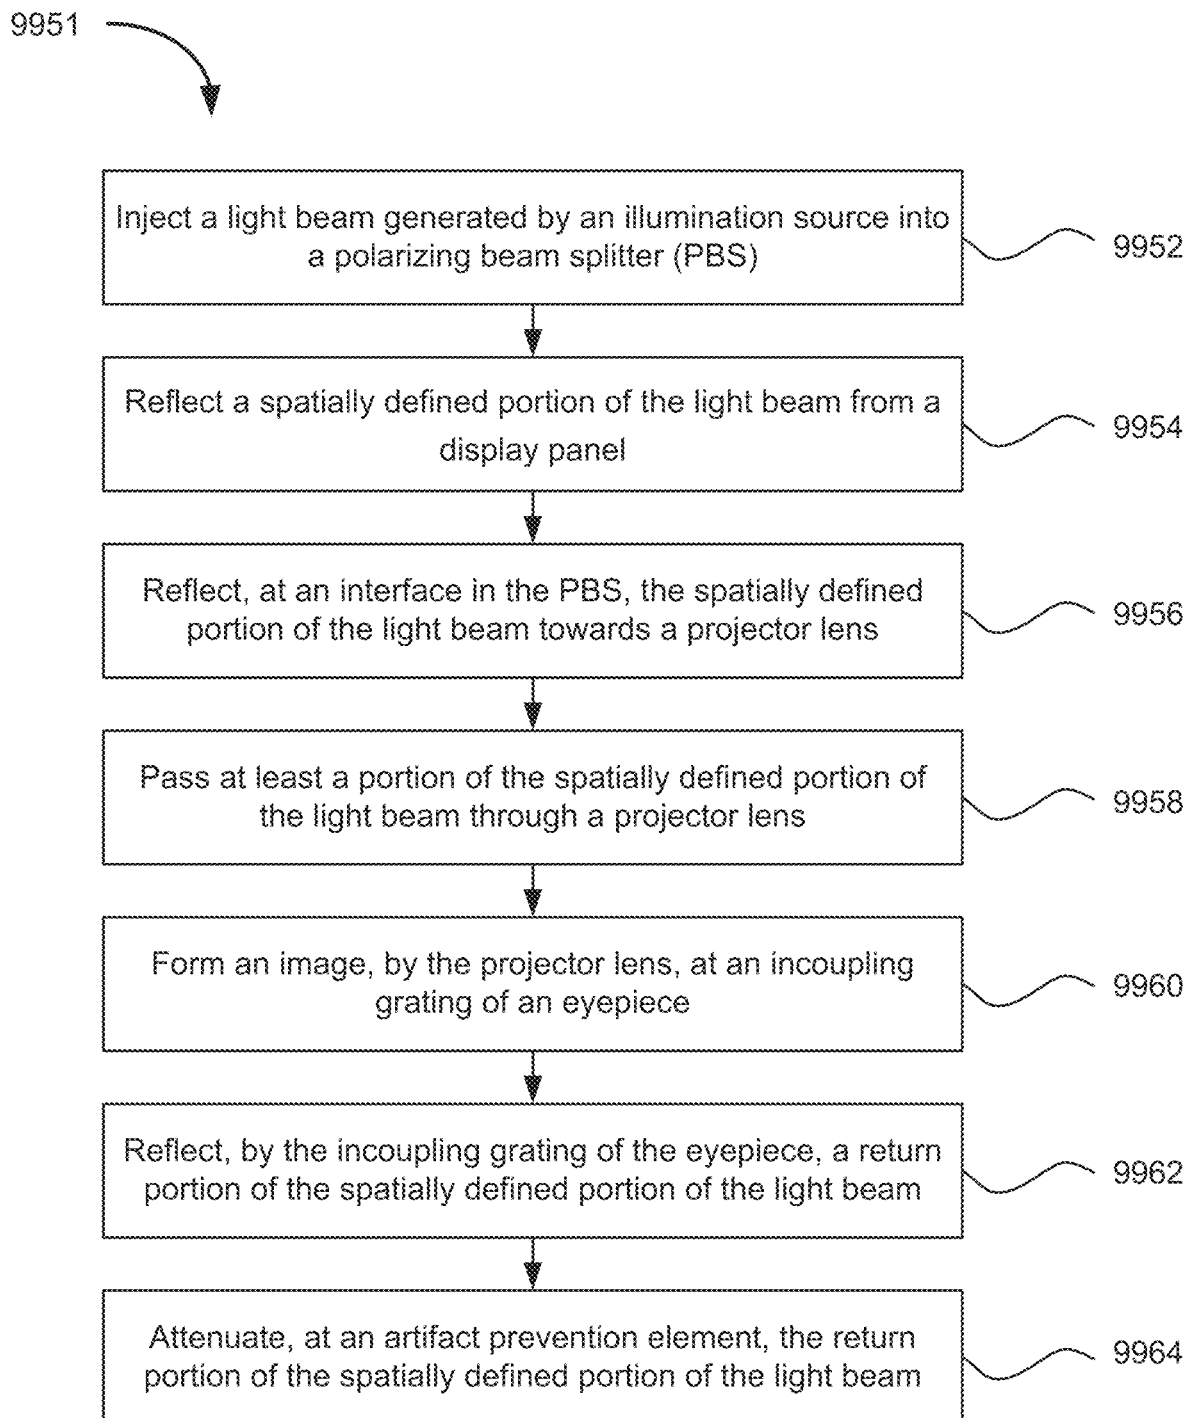 9951
Inject a light beam generated by an illumination source into
a polarizing beam splitter (PBS)
9952
Reflect a spatially defined portion of the light beam from a
display panel
9954
Reflect, at an interface in the PBS, the spatially defined
portion of the light beam towards a projector lens
9956
Pass at least a portion of the spatially defined portion of
the light beam through a projector lens
9958
Form an image, by the projector lens, at an incoupling
grating of an eyepiece
9960
Reflect, by the incoupling grating of the eyepiece, a return
portion of the spatially defined portion of the light beam
9962
Attenuate, at an artifact prevention element, the return
portion of the spatially defined portion of the light beam
9964